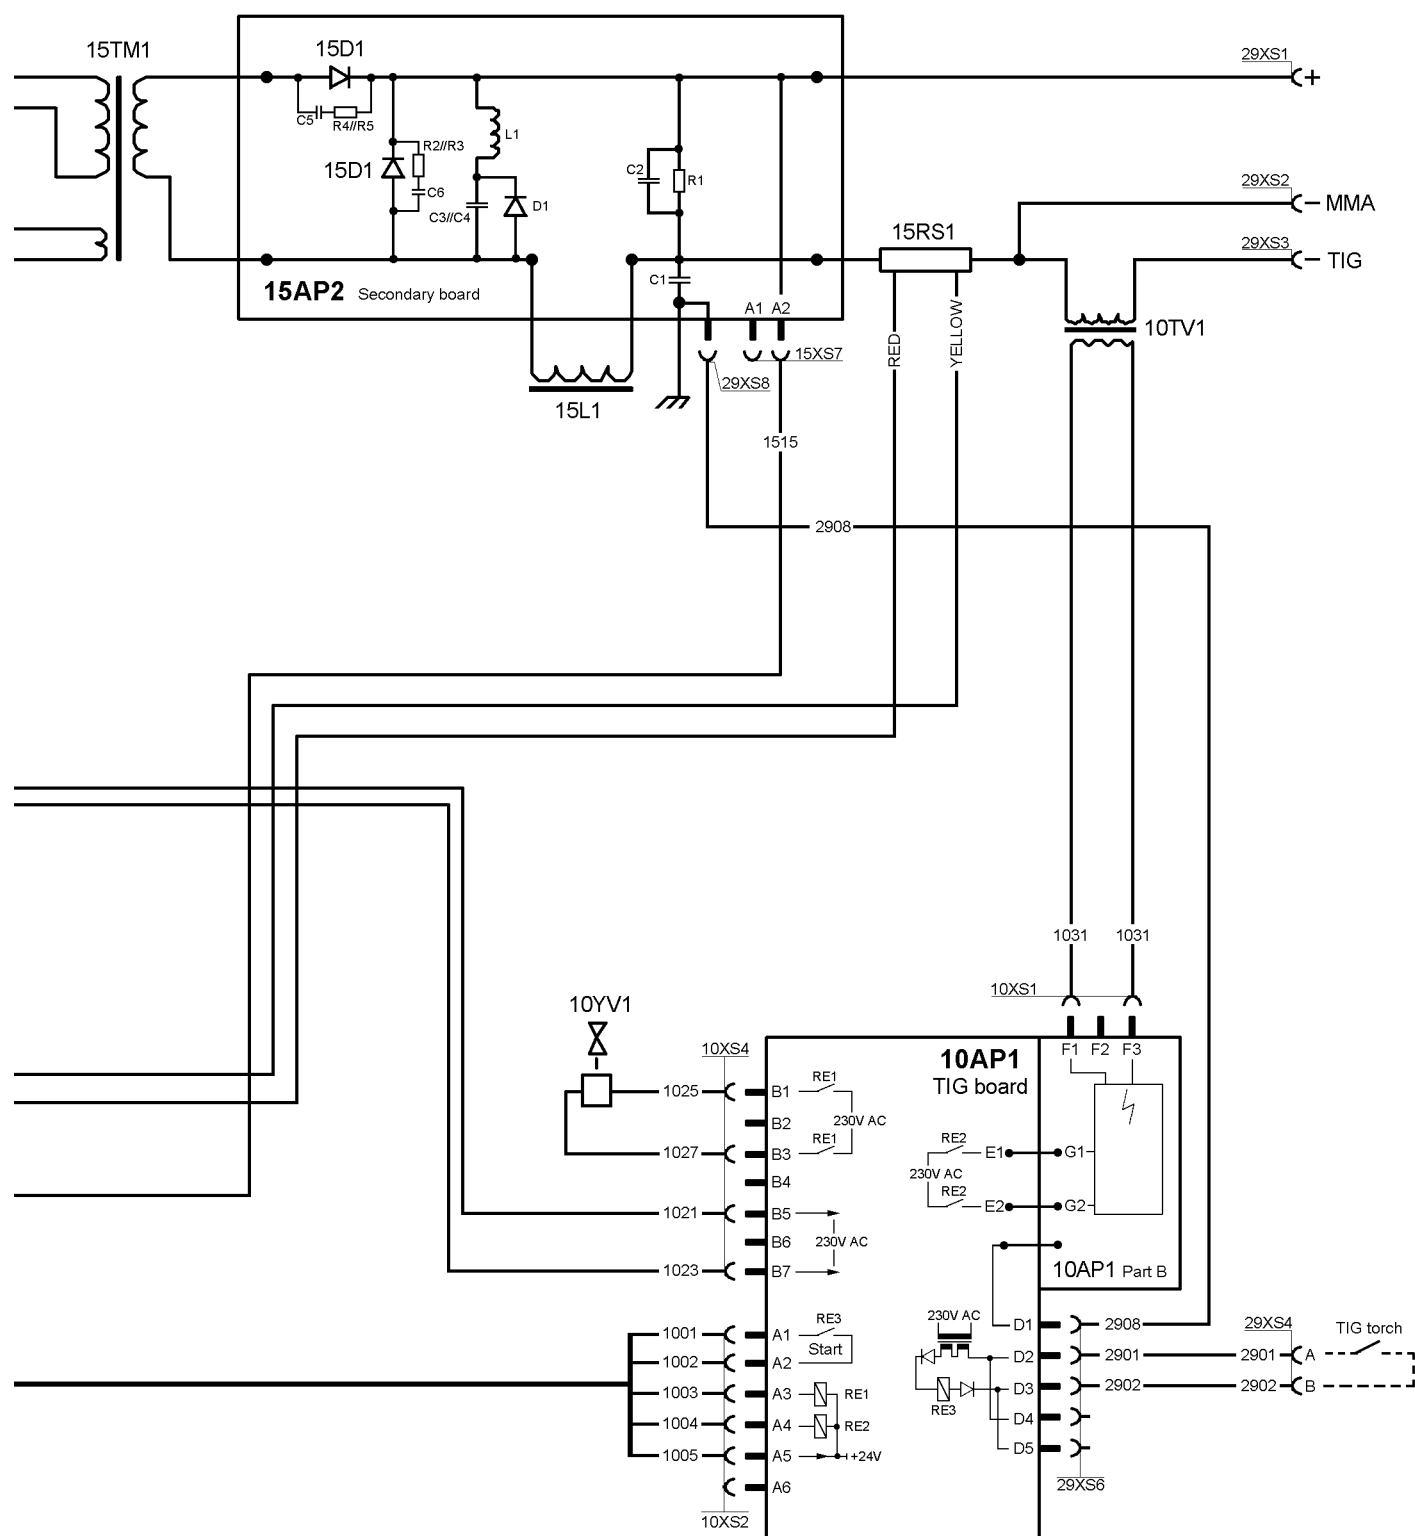 15TM1
15D1
29XS1
+
C5
R4//R5
L1
R2//R3
15D1
C6
C2
R1
29XS2
MMA
C3//C4
D1
15RS1
29XS3
TIG
C1
15AP2 Secondary board
A1 A2
10TV1
RED
YELLOW
15XS7
29XS8
15L1
1515
2908
1031 1031
10XS1
10YV1
10XS4
10AP1
TIG board
F1 F2 F3
1025
B1
RE1
B2
230V AC
1027
B3
RE1
RE2
E1
G1
230V AC
B4
RE2
E2
G2
1021
B5
B6
230V AC
1023
B7
10AP1 Part B
1001
A1
RE3
Start
1002
A2
1003
A3
RE1
1004
A4
RE2
1005
A5
+24V
A6
10XS2
230V AC
D1
2908
29XS4
TIG torch
D2
2901
2901
A
D3
2902
2902
B
RE3
D4
D5
29XS6